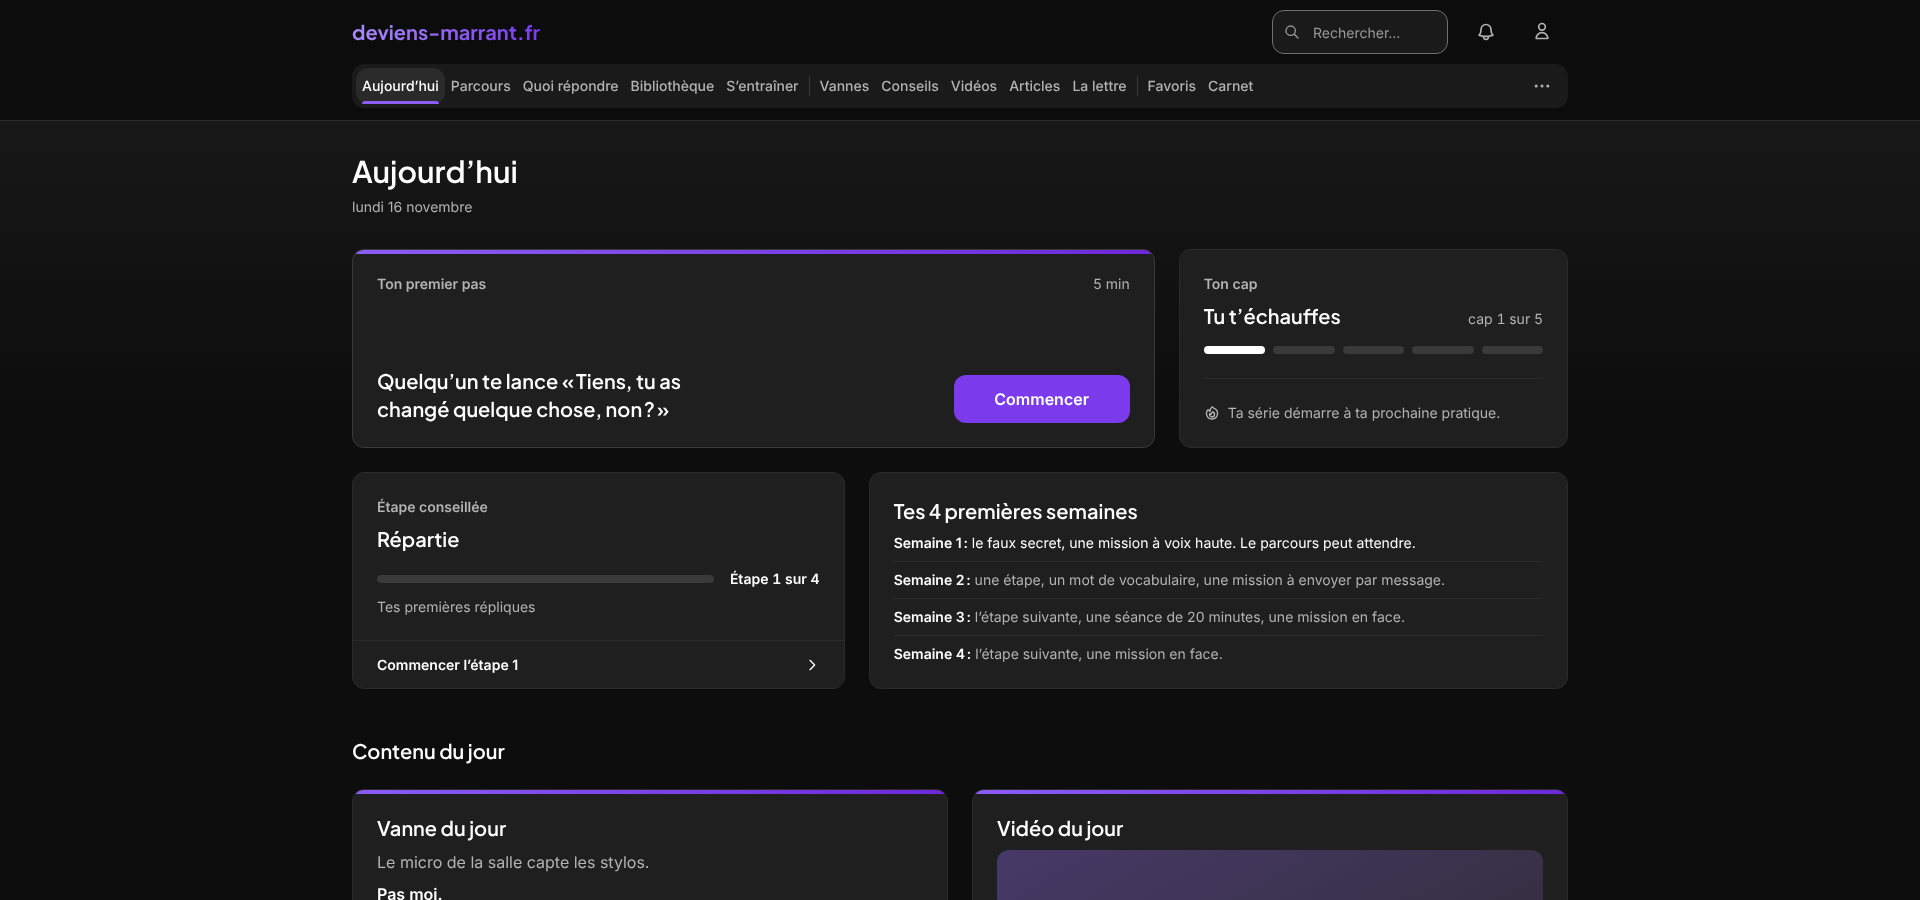 deviens-marrant.fr
Rechercher...
Aujourd’hui Parcours Quoi répondre Bibliothèque S’entraîner Vannes Conseils Vidéos Articles La lettre Favoris Carnet
Aujourd’hui
lundi 16 novembre
Ton premier pas
5 min
Quelqu’un te lance « Tiens, tu as
changé quelque chose, non ? »
Commencer
Ton cap
Tu t’échauffes
cap 1 sur 5
Ta série démarre à ta prochaine pratique.
Étape conseillée
Répartie
Étape 1 sur 4
Tes premières répliques
Commencer l’étape 1
Tes 4 premières semaines
Semaine 1 : le faux secret, une mission à voix haute. Le parcours peut attendre.
Semaine 2 : une étape, un mot de vocabulaire, une mission à envoyer par message.
Semaine 3 : l’étape suivante, une séance de 20 minutes, une mission en face.
Semaine 4 : l’étape suivante, une mission en face.
Contenu du jour
Vanne du jour
Le micro de la salle capte les stylos.
Pas moi.
Vidéo du jour